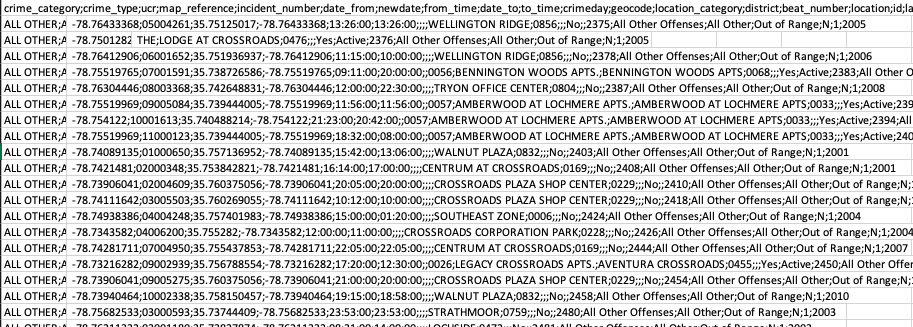 crime_category;crime_type;ucr;map_reference;incident_number;date_from;newdate;from_time;date_to;to_time;crimeday;geocode;location_category;district;beat_number;location;id;la
ALL OTHER;A -78.76433368;05004261;35.75125017;-78.76433368;13:26:00;13:26:00;;;;WELLINGTON RIDGE;0856;;;No;;2375;All Other Offenses;All Other;Out of Range;N;1;2005
ALL OTHER;A -78.7501282 THE;LODGE AT CROSSROADS;0476;;;Yes;Active;2376;All Other Offenses;All Other;Out of Range;N;1;2005
ALL OTHER;A -78.76412906;06001652;35.751936937;-78.76412906;11:15:00;10:00:00;;;;WELLINGTON RIDGE;0856;;;No;;2378;All Other Offenses;All Other;Out of Range;N;1;2006
ALL OTHER;A -78.75519765;07001591;35.738726586;-78.75519765;09:11:00;20:00:00;;0056;BENNINGTON WOODS APTS.;BENNINGTON WOODS APTS;0068;;;Yes;Active;2383;All Other O
ALL OTHER;A -78.76304446;08003368;35.742648831;-78.76304446;12:00:00;22:30:00;;;;TRYON OFFICE CENTER;0804;;;No;;2387;All Other Offenses;All Other;Out of Range;N;1;2008
ALL OTHER;A -78.75519969;09005084;35.739444005;-78.75519969;11:56:00;11:56:00;;0057;AMBERWOOD AT LOCHMERE APTS.;AMBERWOOD AT LOCHMERE APTS;0033;;;Yes;Active;239
ALL OTHER;A -78.754122;10001613;35.740488214;-78.754122;21:23:00;20:42:00;;0057;AMBERWOOD AT LOCHMERE APTS.;AMBERWOOD AT LOCHMERE APTS;0033;;;Yes;Active;2394;All
ALL OTHER;A -78.75519969;11000123;35.739444005;-78.75519969;18:32:00;08:00:00;;0057;AMBERWOOD AT LOCHMERE APTS.;AMBERWOOD AT LOCHMERE APTS;0033;;;Yes;Active;240
ALL OTHER;A -78.74089135;01000650;35.757136952;-78.74089135;15:42:00;13:06:00;;;;WALNUT PLAZA;0832;;;No;;2403;All Other Offenses;All Other;Out of Range;N;1;2001
ALL OTHER;A -78.7421481;02000348;35.753842821;-78.7421481;16:14:00;17:00:00;;;;CENTRUM AT CROSSROADS;0169;;;No;;2408;All Other Offenses;All Other;Out of Range;N;1;2001
ALL OTHER;A -78.73906041;02004609;35.760375056;-78.73906041;20:05:00;20:00:00;;;;CROSSROADS PLAZA SHOP CENTER;0229;;;No;;2410;All Other Offenses;All Other;Out of Range;N;
ALL OTHER;A -78.74111642;03005503;35.760269055;-78.74111642;10:12:00;10:00:00;;;;CROSSROADS PLAZA SHOP CENTER;0229;;;No;;2418;All Other Offenses;All Other;Out of Range;N;
ALL OTHER;A -78.74938386;04004248;35.757401983;-78.74938386;15:00:00;01:20:00;;;;SOUTHEAST ZONE;0006;;;No;;2424;All Other Offenses;All Other;Out of Range;N;1;2004
ALL OTHER;A -78.7343582;04006200;35.755282;-78.7343582;12:00:00;11:00:00;;;;CROSSROADS CORPORATION PARK;0228;;;No;;2426;All Other Offenses;All Other;Out of Range;N;1;2004
ALL OTHER;A -78.74281711;07004950;35.755437853;-78.74281711;22:05:00;22:05:00;;;;CENTRUM AT CROSSROADS;0169;;;No;;2444;All Other Offenses;All Other;Out of Range;N;1;2007
ALL OTHER;A -78.73216282;09002939;35.756788554;-78.73216282;17:20:00;12:30:00;;0026;LEGACY CROSSROADS APTS.;AVENTURA CROSSROADS;0455;;;Yes;Active;2450;All Other Offen
ALL OTHER;A -78.73906041;09005275;35.760375056;-78.73906041;21:00:00;20:00:00;;;;CROSSROADS PLAZA SHOP CENTER;0229;;;No;;2454;All Other Offenses;All Other;Out of Range;N;
ALL OTHER;A -78.73940464;10002338;35.758150457;-78.73940464;19:15:00;18:58:00;;;;WALNUT PLAZA;0832;;;No;;2458;All Other Offenses;All Other;Out of Range;N;1;2010
ALL OTHER;A -78.75682533;03000593;35.73744409;-78.75682533;23:53:00;23:53:00;;;;STRATHMOOR;0759;;;No;;2480;All Other Offenses;All Other;Out of Range;N;1;2003